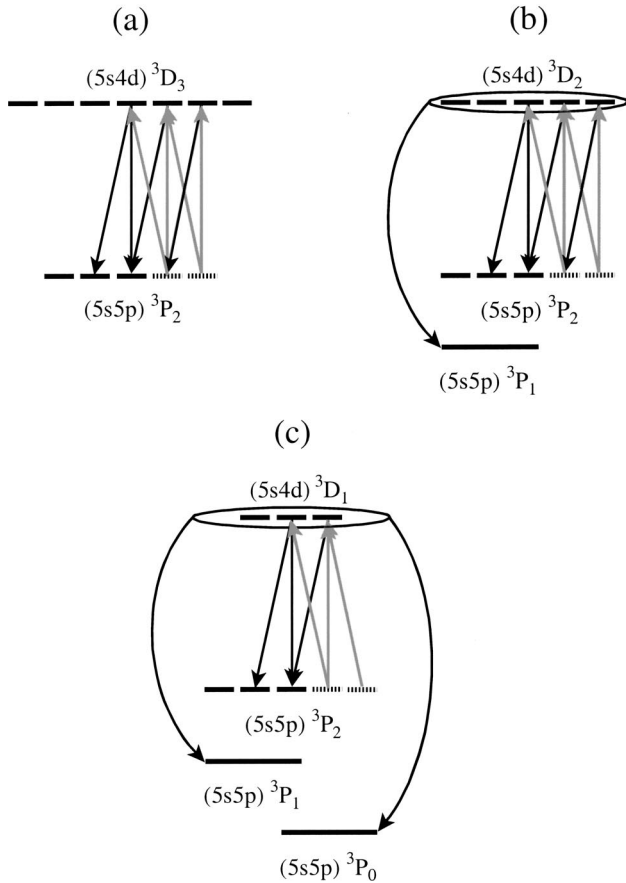 (a)
(5s4d) ³D₃
(5s5p) ³P₂
(b)
(5s4d) ³D₂
(5s5p) ³P₂
(5s5p) ³P₁
(c)
(5s4d) ³D₁
(5s5p) ³P₂
(5s5p) ³P₁
(5s5p) ³P₀